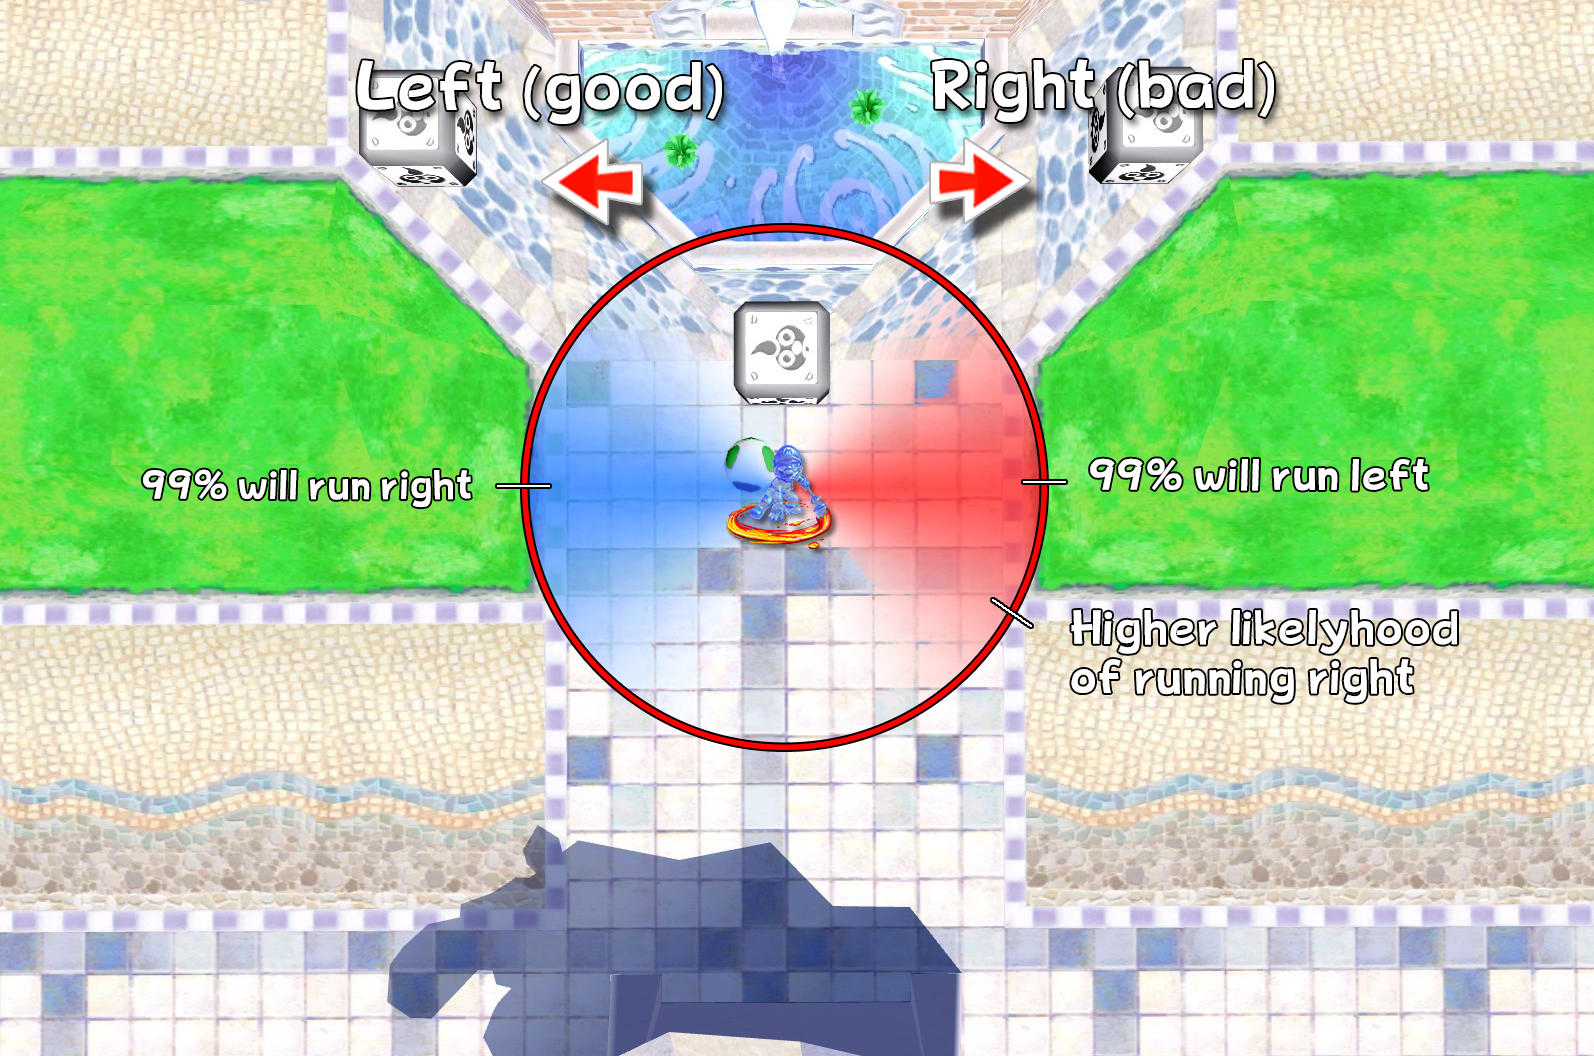 Left (good)
Right (bad)
99% will run right
99% will run left
Higher likelyhood
of running right